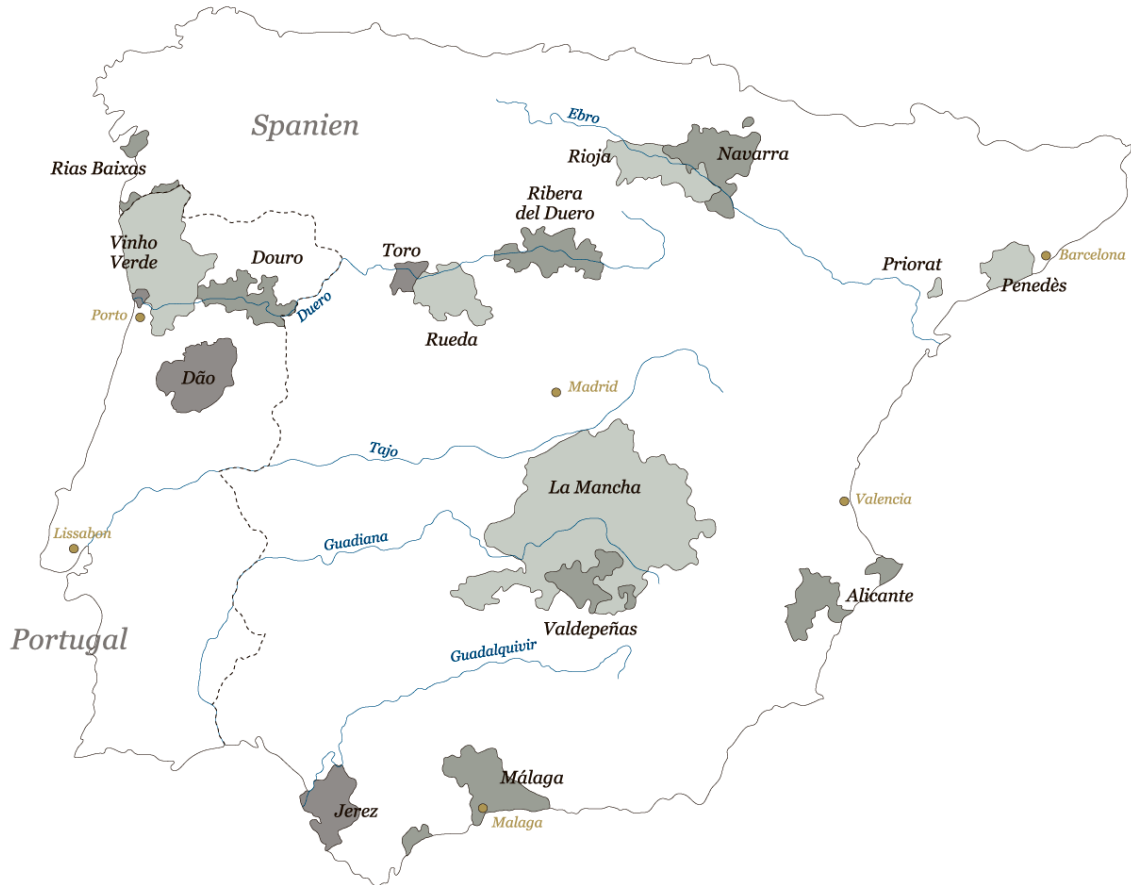 Spanien
Ebro
Rioja
Navarra
Rias Baixas
Ribera
del Duero
Vinho
Verde
Douro
Toro
Priorat
Barcelona
Penedès
Porto
Duero
Rueda
Dão
Madrid
Tajo
La Mancha
Valencia
Lissabon
Guadiana
Alicante
Valdepeñas
Portugal
Guadalquivir
Málaga
Jerez
Malaga